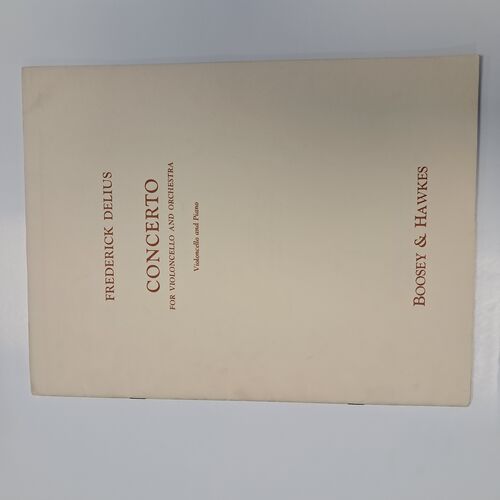 FREDERICK DELIUS
CONCERTO
FOR VIOLONCELLO AND ORCHESTRA
Violoncello and Piano
BOOSEY & HAWKES